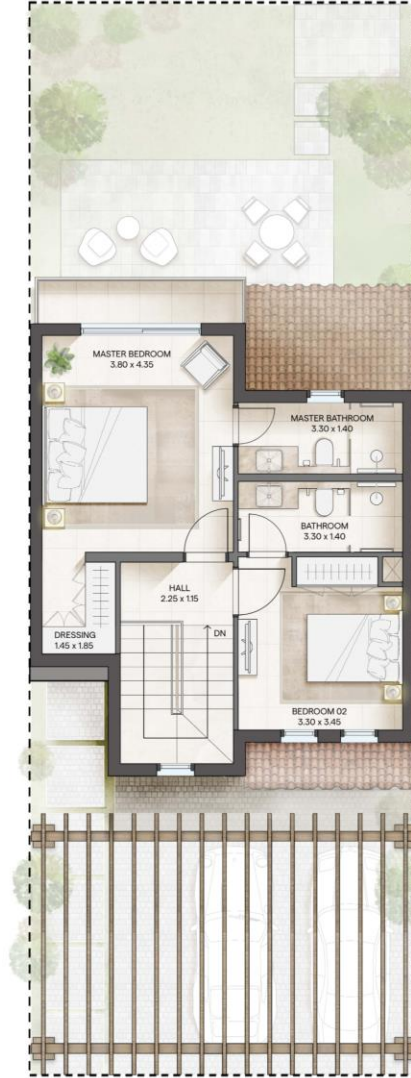 MASTER BEDROOM
3.80 x 4.35
MASTER BATHROOM
3.30 x 1.40
BATHROOM
3.30 x 1.40
HALL
2.25 x 1.15
DN
DRESSING
1.45 x 1.85
BEDROOM 02
3.30 x 3.45